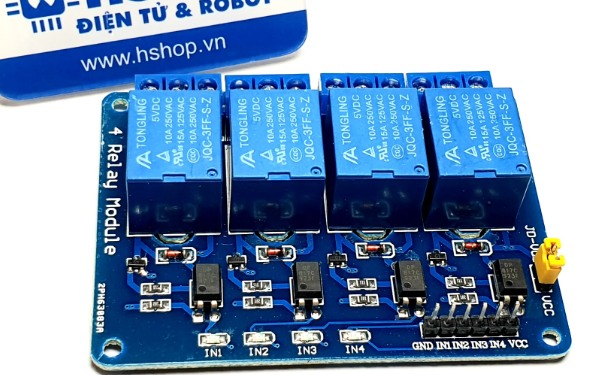 ĐIỆN TỬ & ROBOT
www.hshop.vn
4 Relay Module
2PH63083A
TONGLING
5VDC
10A 250VAC
15A 125VAC
10A 250VAC
JQC-3FF-S-Z
TONGLING
5VDC
10A 250VAC
15A 125VAC
10A 250VAC
JQC-3FF-S-Z
TONGLING
5VDC
10A 250VAC
15A 125VAC
10A 250VAC
JQC-3FF-S-Z
TONGLING
5VDC
10A 250VAC
15A 125VAC
10A 250VAC
JQC-3FF-S-Z
VCC
817C
IN1 IN2 IN3 IN4
GND IN1 IN2 IN3 IN4 VCC